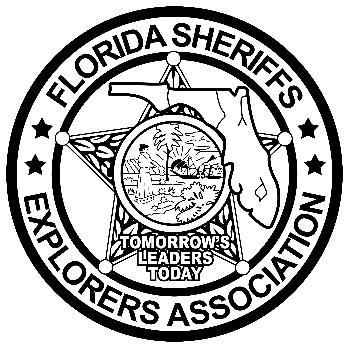 FLORIDA SHERIFFS
TOMORROW'S
LEADERS
TODAY
EXPLORERS ASSOCIATION